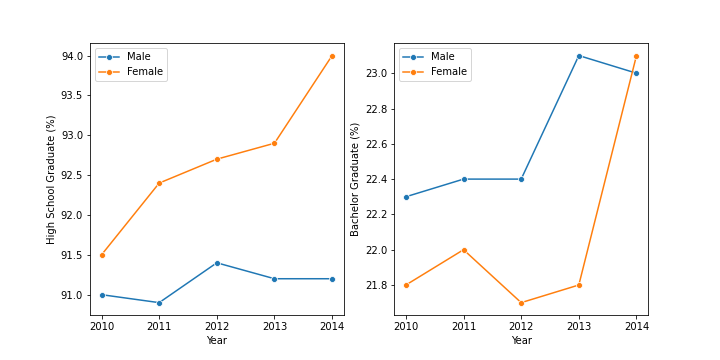 Male
Female
94.0
93.5
93.0
92.5
92.0
91.5
91.0
High School Graduate (%)
2010 2011 2012 2013 2014
Year
Male
Female
23.0
22.8
22.6
22.4
22.2
22.0
21.8
Bachelor Graduate (%)
2010 2011 2012 2013 2014
Year